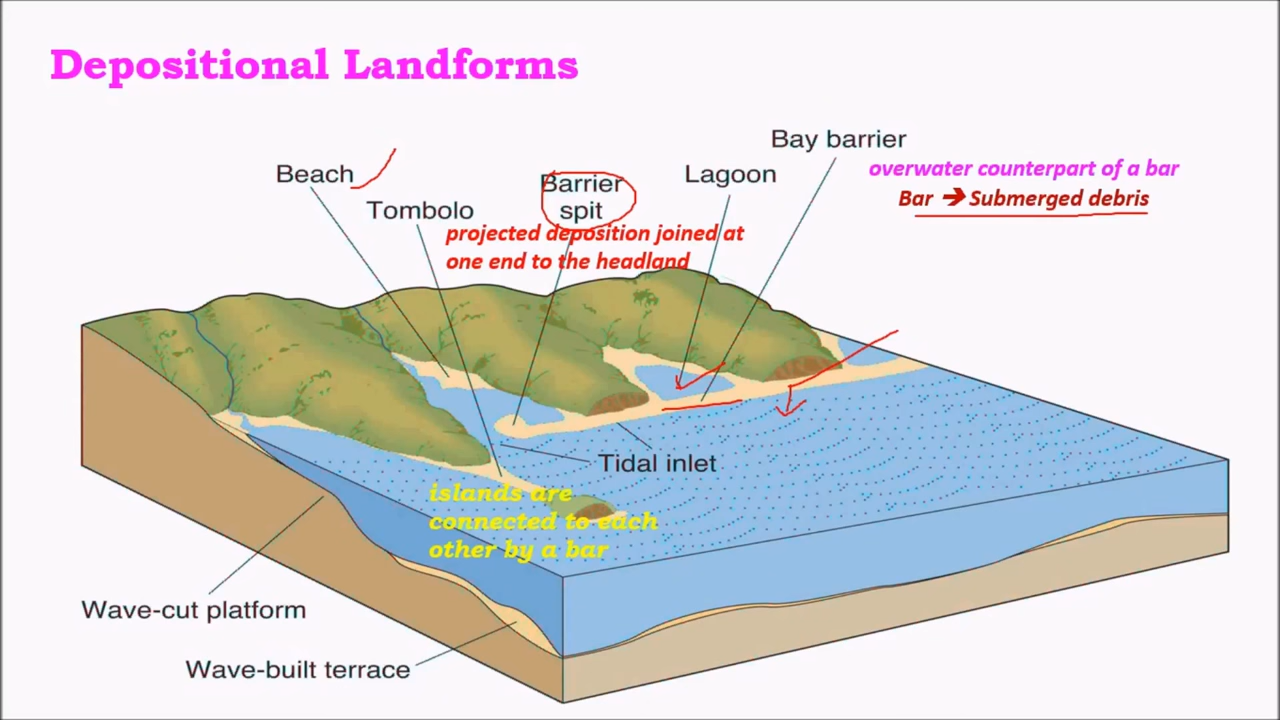 Depositional Landforms
Bay barrier
overwater counterpart of a bar
Bar → Submerged debris
Beach
Barrier
spit
Lagoon
Tombolo
projected deposition joined at
one end to the headland
Tidal inlet
islands are
connected to each
other by a bar
Wave-cut platform
Wave-built terrace